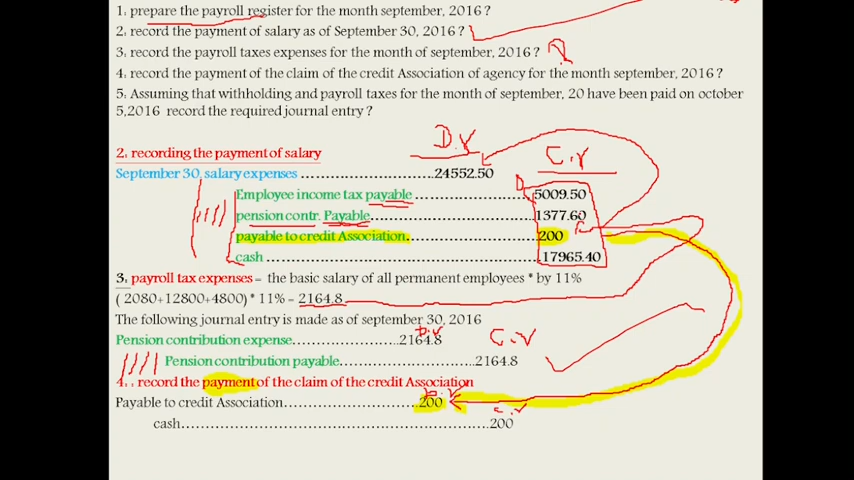 1. prepare the payroll register for the month september, 2016 ?
2. record the payment of salary as of September 30, 2016 ?
3. record the payroll taxes expenses for the month of september, 2016 ?
4. record the payment of the claim of the credit Association of agency for the month september, 2016 ?
5. Assuming that withholding and payroll taxes for the month of september, 20 have been paid on october
5,2016 record the required journal entry ?
D.V
C.V
2. recording the payment of salary
September 30, salary expenses ................................24552.50
Employee income tax payable .............................5009.50
pension contr. Payable........................................1377.60
payable to credit Association................................200
cash .......................................................................17965.40
3. payroll tax expenses= the basic salary of all permanent employees * by 11%
( 2080+12800+4800) * 11% = 2164.8
The following journal entry is made as of september 30, 2016
D.V
C.V
Pension contribution expense..........................2164.8
Pension contribution payable.................................2164.8
4. . record the payment of the claim of the credit Association
Payable to credit Association................................200
cash.........................................................................200